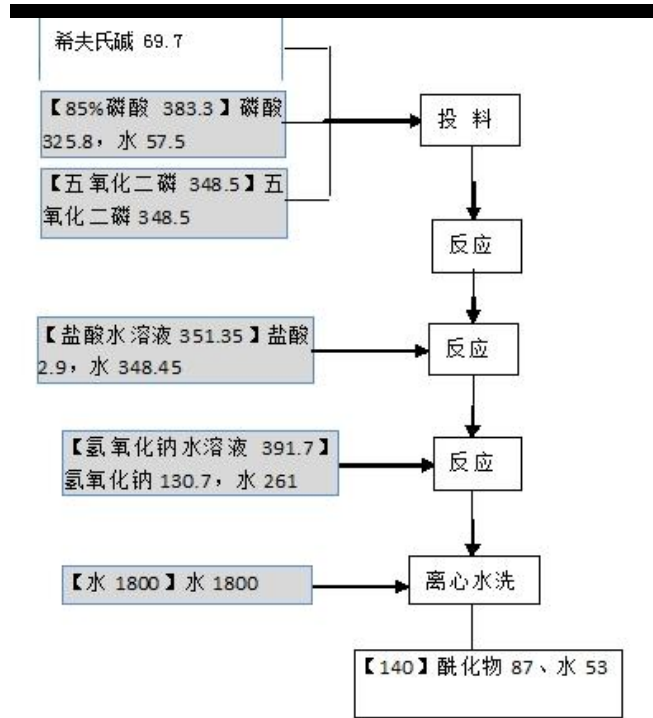 希夫氏碱 69.7
【85%磷酸 383.3】磷酸
325.8，水 57.5
投 料
【五氧化二磷 348.5】五
氧化二磷 348.5
反应
【盐酸水溶液 351.35】盐酸
2.9，水 348.45
反应
【氢氧化钠水溶液 391.7】
氢氧化钠 130.7，水 261
反应
【水 1800】水 1800
离心水洗
【140】酰化物 87、水 53